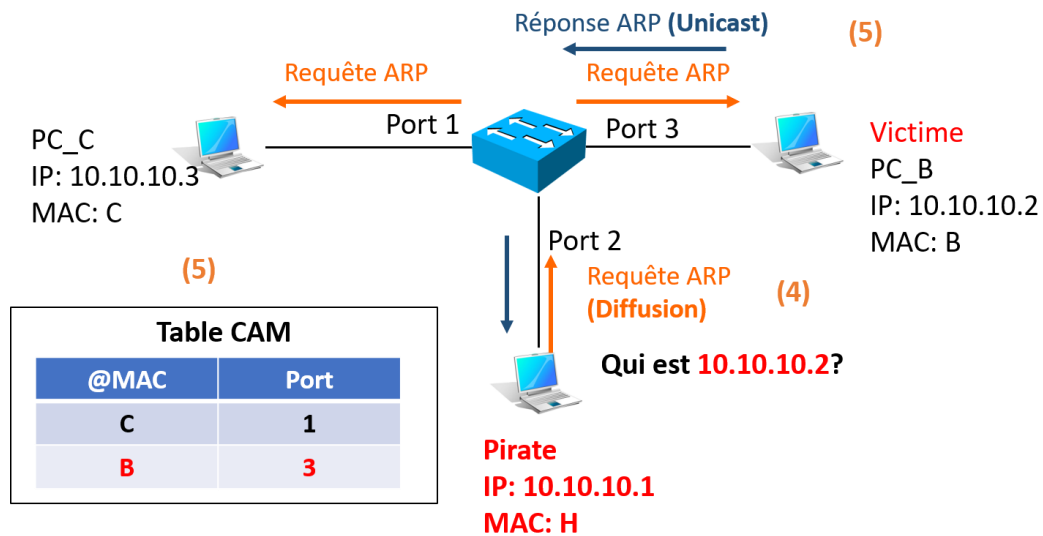 Réponse ARP (Unicast)
(5)
Requête ARP
Requête ARP
Port 1
Port 3
PC_C
IP: 10.10.10.3
MAC: C
Victime
PC_B
IP: 10.10.10.2
MAC: B
Port 2
(5)
Requête ARP
(Diffusion)
(4)
Table CAM
@MAC Port
C 1
B 3
Qui est 10.10.10.2?
Pirate
IP: 10.10.10.1
MAC: H